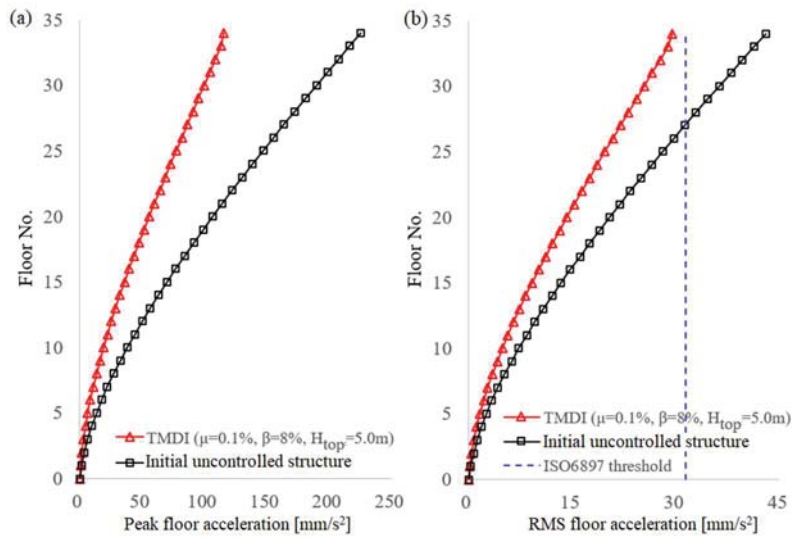 (a)
35
30
25
20
15
10
5
0
Floor No.
TMDI (μ=0.1%, β=8%, H_top=5.0m)
Initial uncontrolled structure
0 50 100 150 200 250
Peak floor acceleration [mm/s²]
(b)
35
30
25
20
15
10
5
0
Floor No.
TMDI (μ=0.1%, β=8%, H_top=5.0m)
Initial uncontrolled structure
ISO6897 threshold
0 15 30 45
RMS floor acceleration [mm/s²]